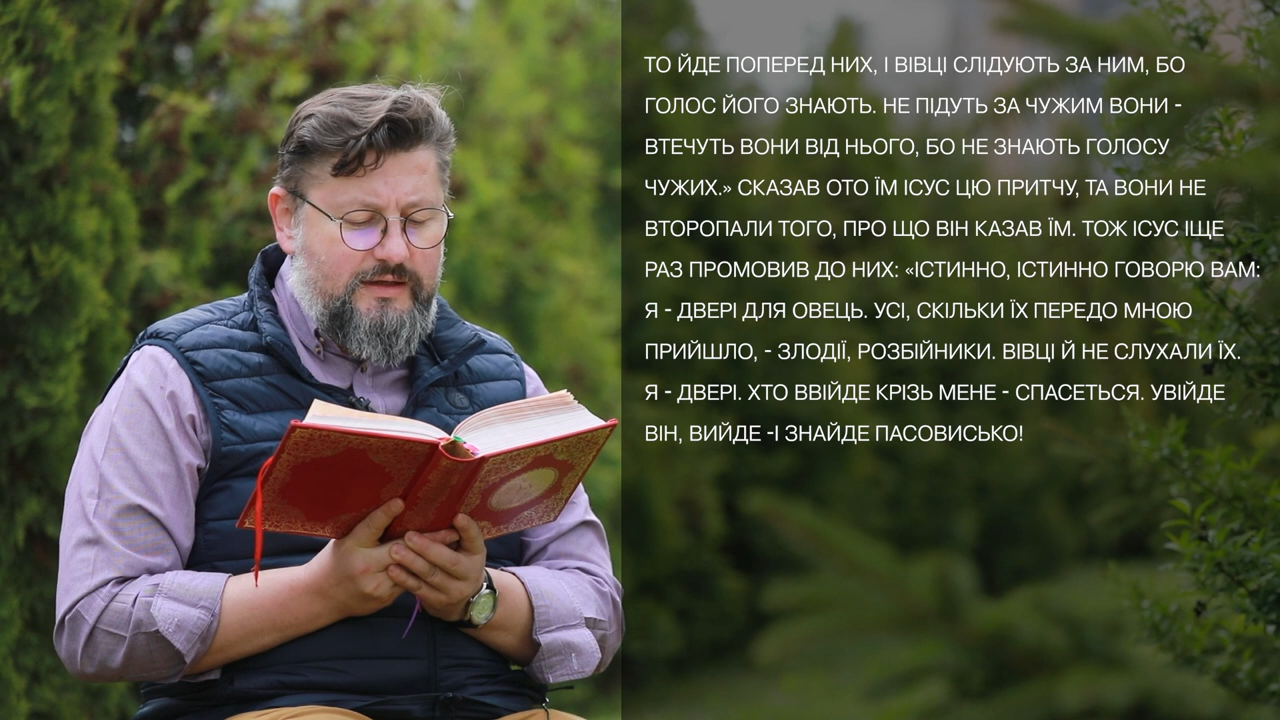 ТО ЙДЕ ПОПЕРЕД НИХ, І ВІВЦІ СЛІДУЮТЬ ЗА НИМ, БО
ГОЛОС ЙОГО ЗНАЮТЬ. НЕ ПІДУТЬ ЗА ЧУЖИМ ВОНИ -
ВТЕЧУТЬ ВОНИ ВІД НЬОГО, БО НЕ ЗНАЮТЬ ГОЛОСУ
ЧУЖИХ.» СКАЗАВ ОТО ЇМ ІСУС ЦЮ ПРИТЧУ, ТА ВОНИ НЕ
ВТОРОПАЛИ ТОГО, ПРО ЩО ВІН КАЗАВ ЇМ. ТОЖ ІСУС ІЩЕ
РАЗ ПРОМОВИВ ДО НИХ: «ІСТИННО, ІСТИННО ГОВОРЮ ВАМ:
Я - ДВЕРІ ДЛЯ ОВЕЦЬ. УСІ, СКІЛЬКИ ЇХ ПЕРЕДО МНОЮ
ПРИЙШЛО, - ЗЛОДІЇ, РОЗБІЙНИКИ. ВІВЦІ Й НЕ СЛУХАЛИ ЇХ.
Я - ДВЕРІ. ХТО ВВІЙДЕ КРІЗЬ МЕНЕ - СПАСЕТЬСЯ. УВІЙДЕ
ВІН, ВИЙДЕ -І ЗНАЙДЕ ПАСОВИСЬКО!